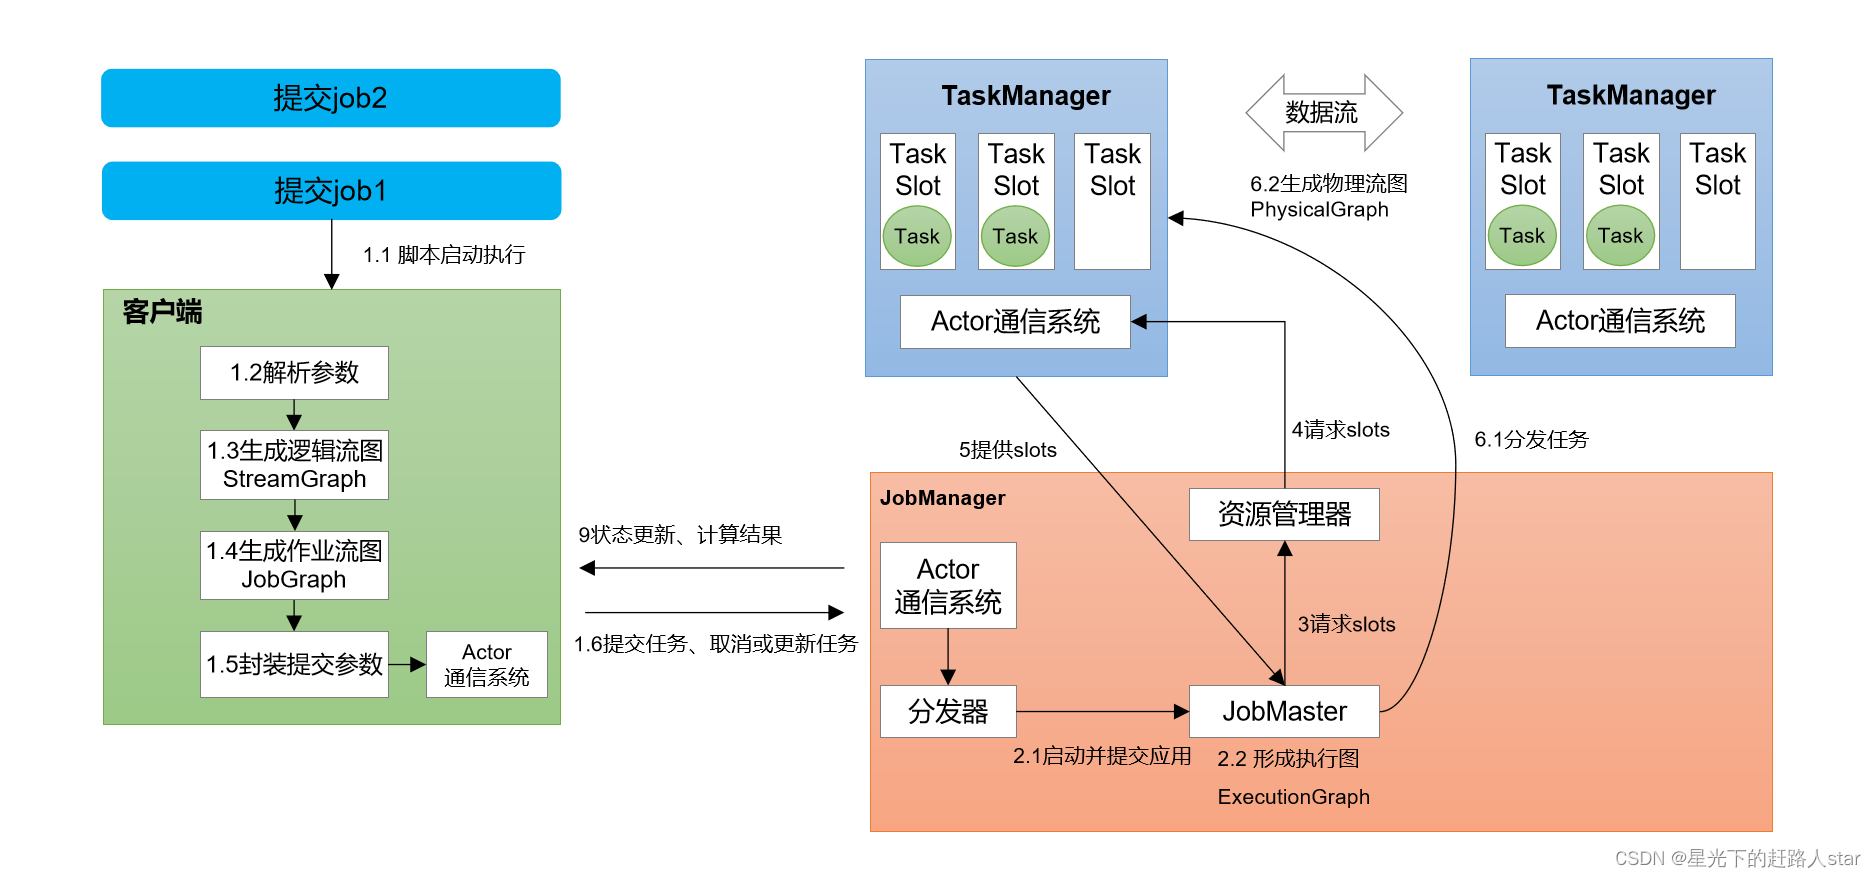 提交job2
提交job1
1.1 脚本启动执行
客户端
1.2解析参数
1.3生成逻辑流图
StreamGraph
1.4生成作业流图
JobGraph
1.5封装提交参数
Actor
通信系统
9状态更新、计算结果
1.6提交任务、取消或更新任务
TaskManager
Task
Slot
Task
Task
Slot
Task
Task
Slot
Actor通信系统
数据流
6.2生成物理流图
PhysicalGraph
TaskManager
Task
Slot
Task
Task
Slot
Task
Task
Slot
Actor通信系统
5提供slots
4请求slots
6.1分发任务
JobManager
资源管理器
Actor
通信系统
3请求slots
分发器
JobMaster
2.1启动并提交应用
2.2 形成执行图
ExecutionGraph
CSDN @星光下的赶路人star